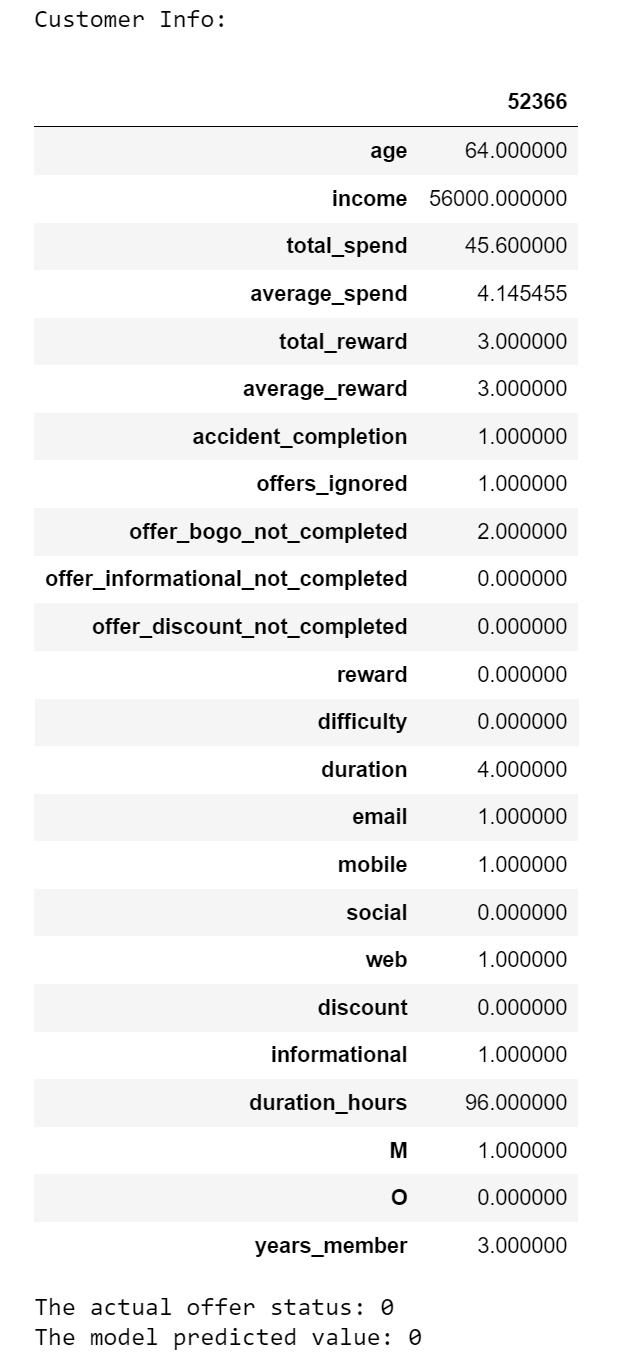 Customer Info:
52366
age 64.000000
income 56000.000000
total_spend 45.600000
average_spend 4.145455
total_reward 3.000000
average_reward 3.000000
accident_completion 1.000000
offers_ignored 1.000000
offer_bogo_not_completed 2.000000
offer_informational_not_completed 0.000000
offer_discount_not_completed 0.000000
reward 0.000000
difficulty 0.000000
duration 4.000000
email 1.000000
mobile 1.000000
social 0.000000
web 1.000000
discount 0.000000
informational 1.000000
duration_hours 96.000000
M 1.000000
O 0.000000
years_member 3.000000
The actual offer status: 0
The model predicted value: 0